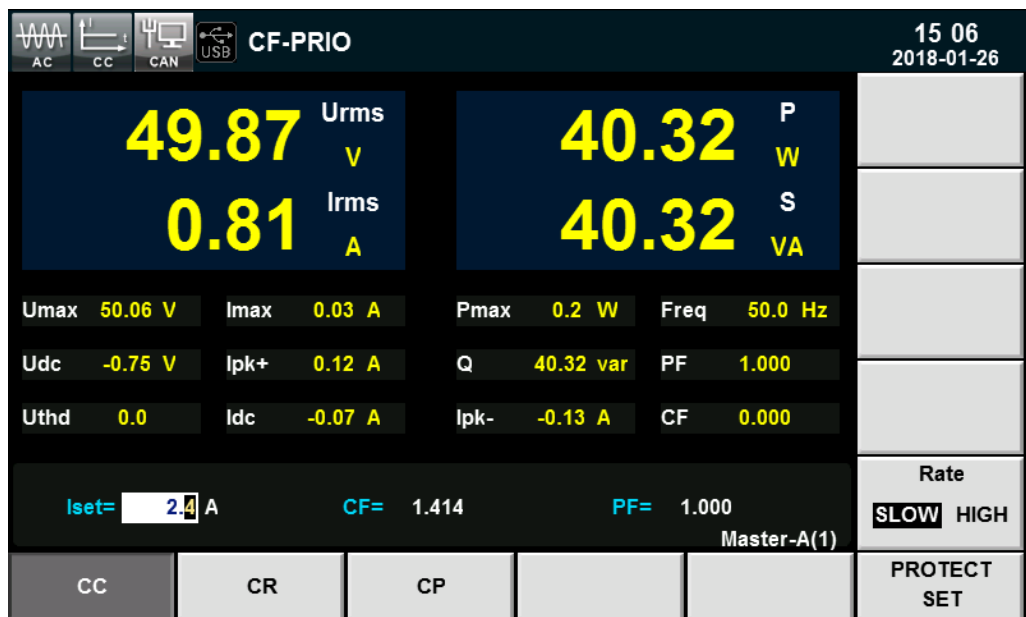 AC CC CAN USB CF-PRIO 15 06
2018-01-26
49.87 Urms V
0.81 Irms A
40.32 P W
40.32 S VA
Umax 50.06 V Imax 0.03 A Pmax 0.2 W Freq 50.0 Hz
Udc -0.75 V Ipk+ 0.12 A Q 40.32 var PF 1.000
Uthd 0.0 Idc -0.07 A Ipk- -0.13 A CF 0.000
Iset= 2.4 A CF= 1.414 PF= 1.000
Master-A(1)
Rate
SLOW HIGH
CC CR CP
PROTECT
SET